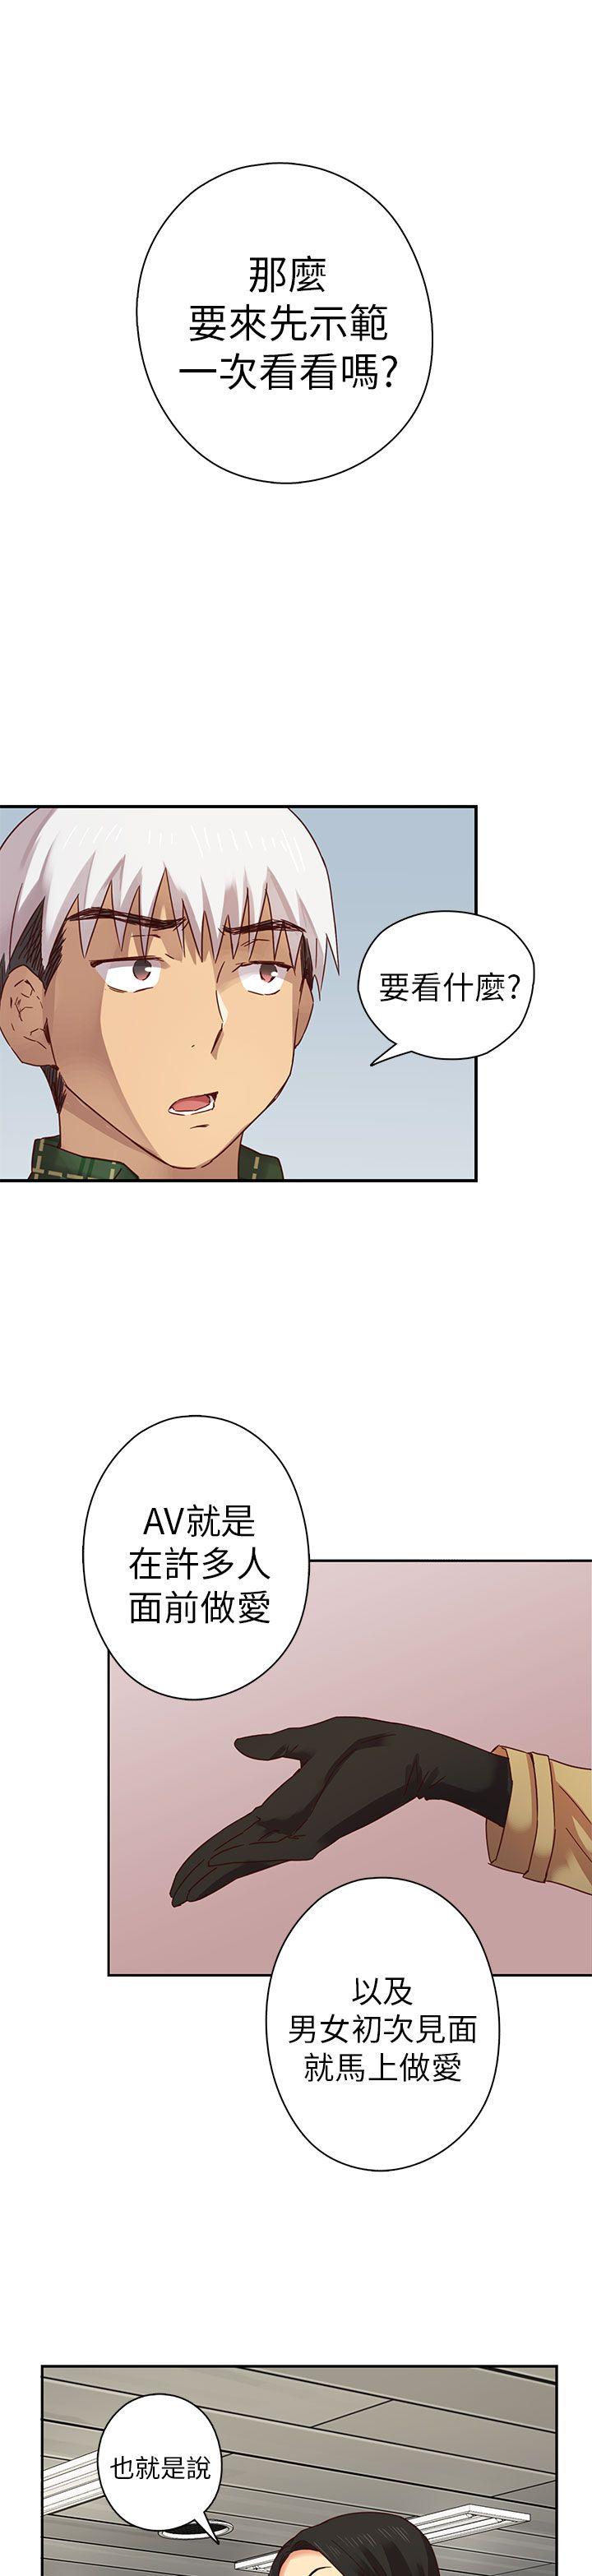 那麼
要來先示範
一次看看嗎?
要看什麼?
AV就是
在許多人
面前做愛
以及
男女初次見面
就馬上做愛
也就是說